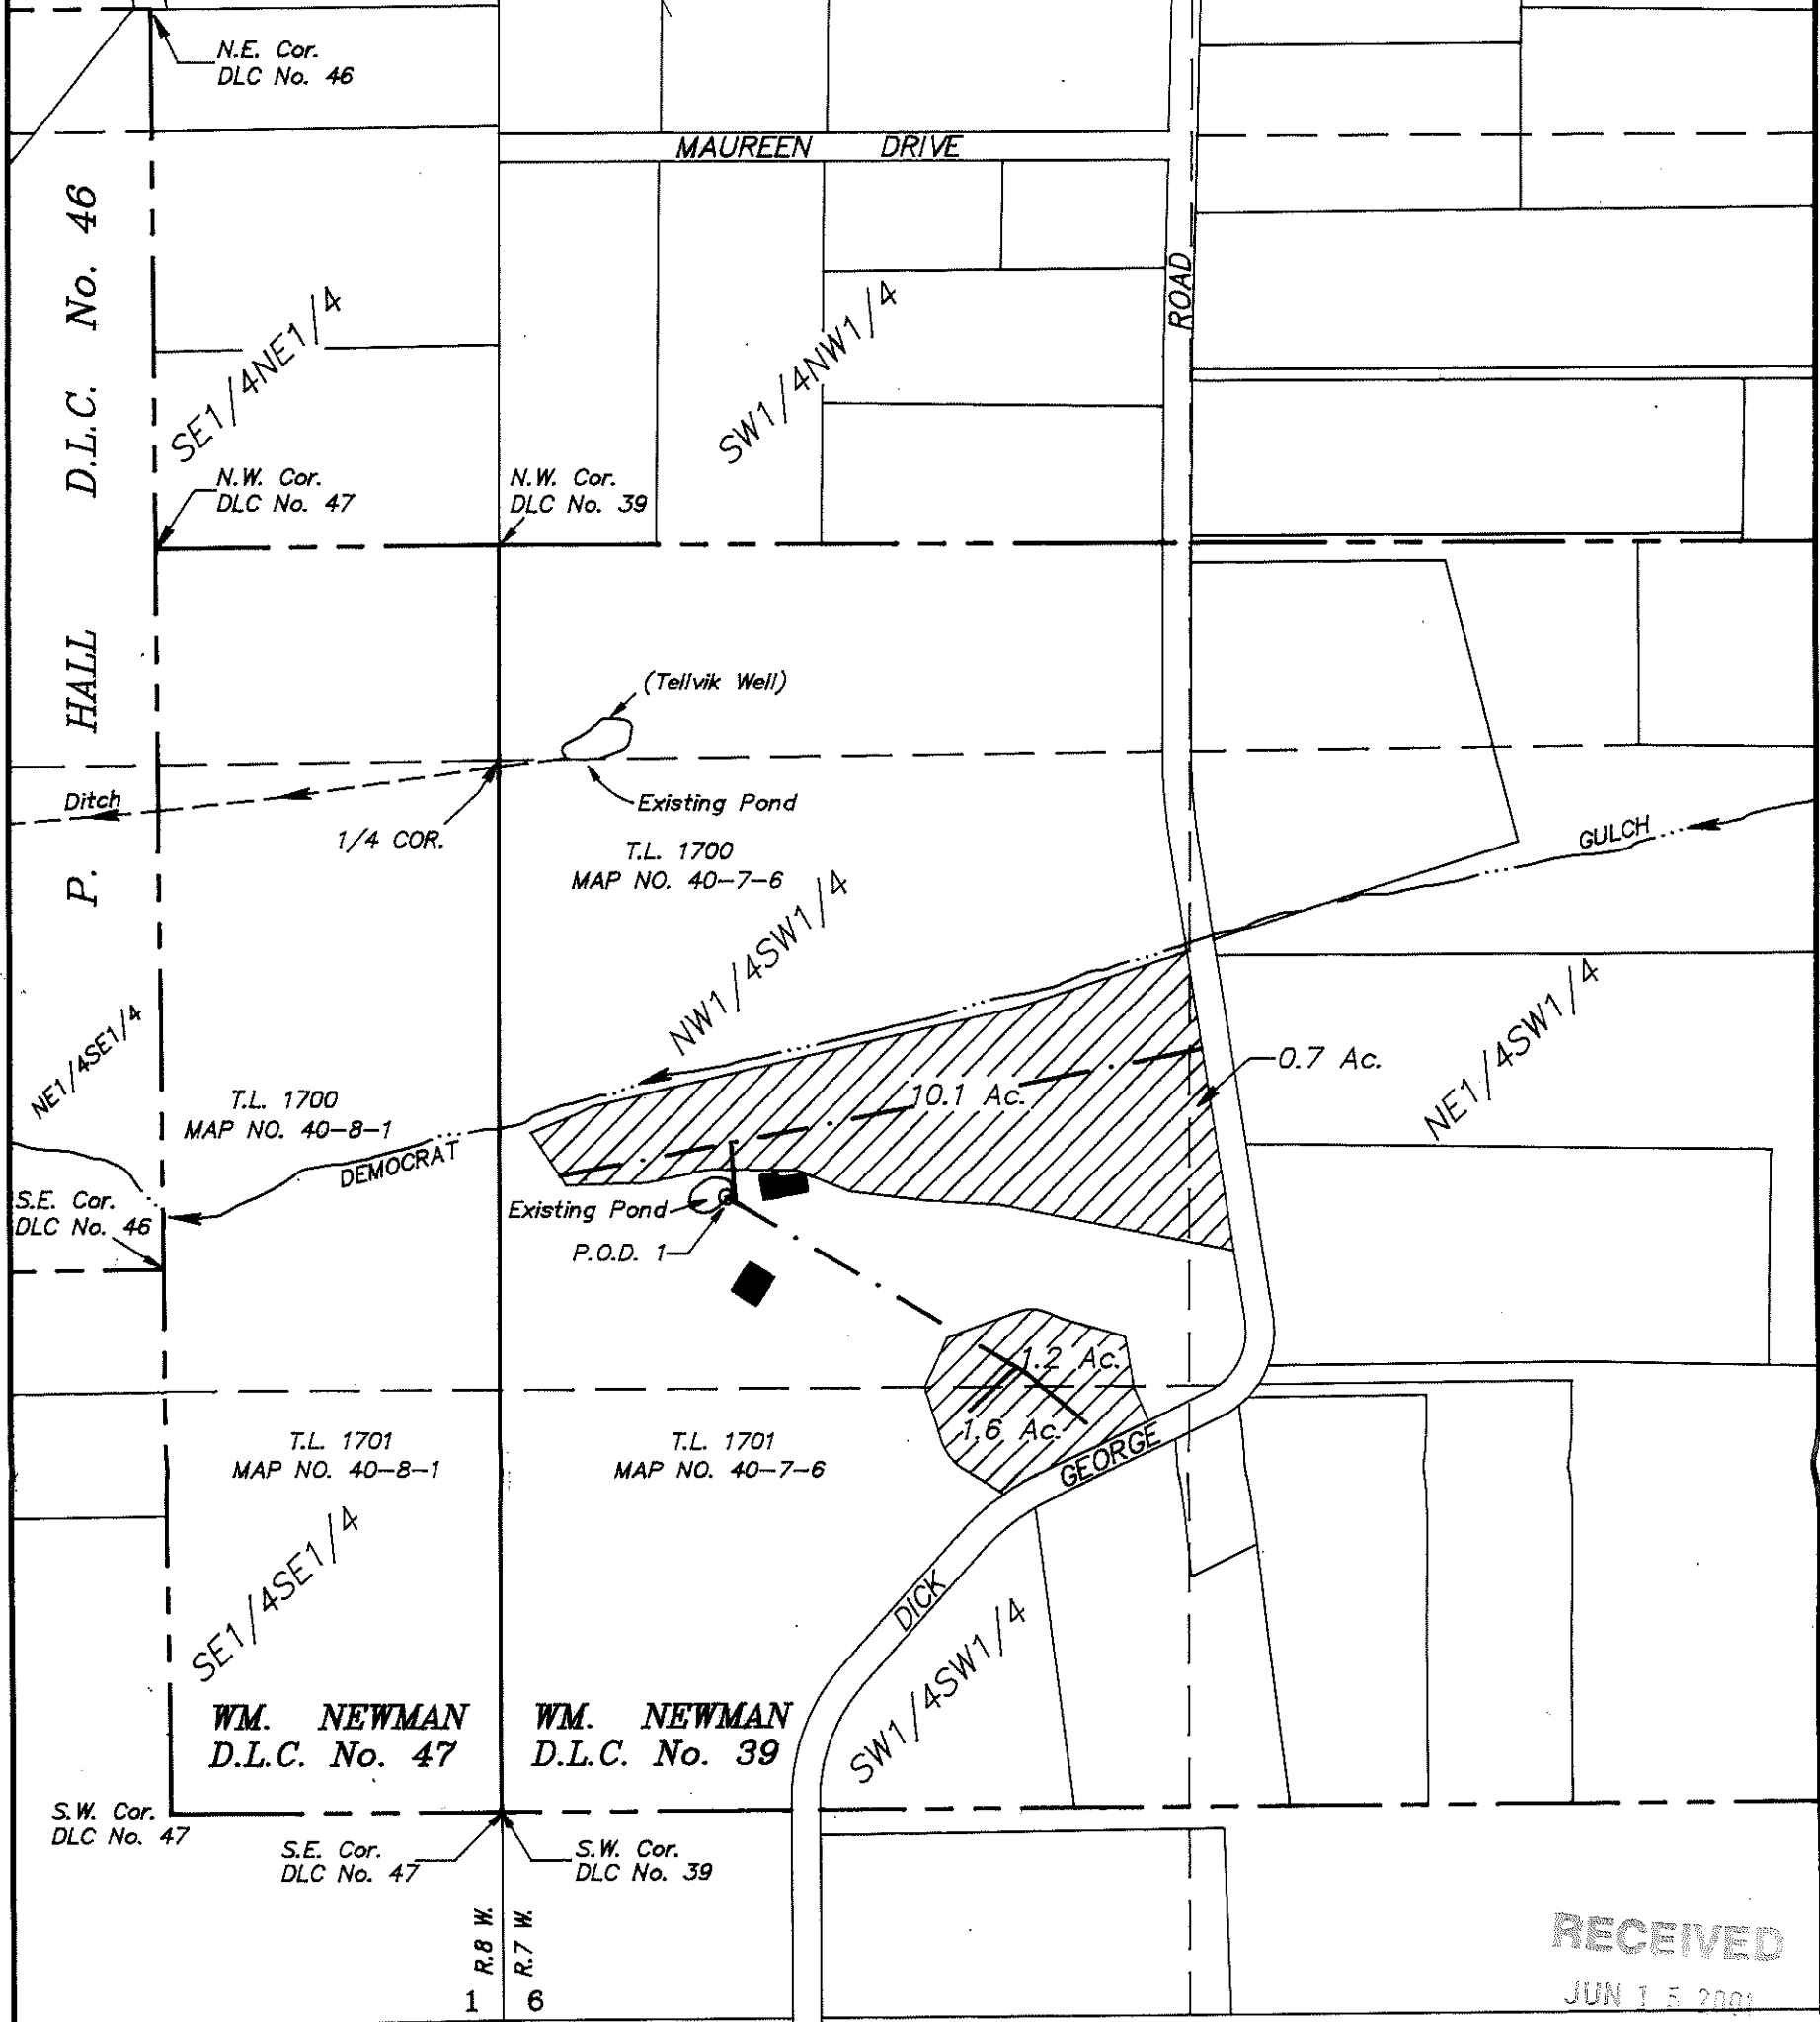 N.E. Cor.
DLC No. 46
MAUREEN DRIVE
P. HALL D.L.C. No. 46
SE1/4NE1/4
SW1/4NW1/4
ROAD
N.W. Cor.
DLC No. 47
N.W. Cor.
DLC No. 39
(Tellvik Well)
Ditch
Existing Pond
1/4 COR.
T.L. 1700
MAP NO. 40-7-6
GULCH
NW1/4SW1/4
NE1/4SW1/4
NE1/4SE1/4
0.7 Ac.
10.1 Ac.
T.L. 1700
MAP NO. 40-8-1
DEMOCRAT
S.E. Cor.
DLC No. 46
Existing Pond
P.O.D. 1
1.2 Ac.
1.6 Ac.
GEORGE
T.L. 1701
MAP NO. 40-8-1
T.L. 1701
MAP NO. 40-7-6
SE1/4SE1/4
DICK
SW1/4SW1/4
WM. NEWMAN
D.L.C. No. 47
WM. NEWMAN
D.L.C. No. 39
S.W. Cor.
DLC No. 47
S.E. Cor.
DLC No. 47
S.W. Cor.
DLC No. 39
R.8 W.
R.7 W.
1 6
RECEIVED
JUN 15 2001